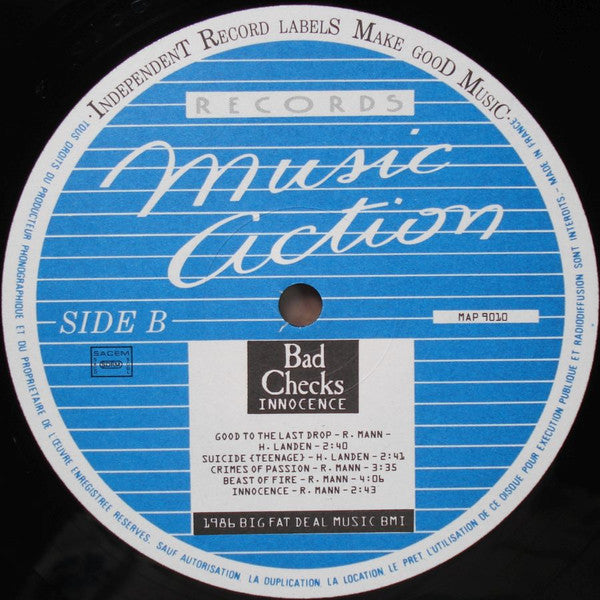 ·INDEPENDENT RECORD LABELS MAKE GOOD MUSIC·
RECORDS
music
action
SIDE B
MAP 9010
SACEM
SDRM
Bad
Checks
INNOCENCE
GOOD TO THE LAST DROP - R. MANN -
H. LANDEN - 2:40
SUICIDE (TEENAGE) - H. LANDEN - 2:41
CRIMES OF PASSION - R. MANN - 3:35
BEAST OF FIRE - R. MANN - 4:06
INNOCENCE - R. MANN - 2:43
1986 BIG FAT DEAL MUSIC BMI
TOUS DROITS DU PRODUCTEUR PHONOGRAPHIQUE ET DU PROPRIETAIRE DE L'ŒUVRE ENREGISTREE RESERVES. SAUF AUTORISATION, LA DUPLICATION, LA LOCATION, LE PRET L'UTILISATION DE CE DISQUE POUR EXECUTION PUBLIQUE ET RADIODIFFUSION SONT INTERDITS. - MADE IN FRANCE